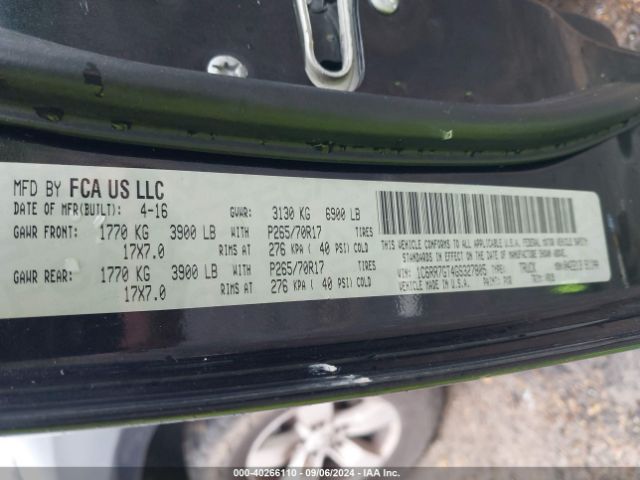 MFD BY FCA US LLC
DATE OF MFR(BUILT): 4-16 GVWR: 3130 KG 6900 LB
GAWR FRONT: 1770 KG 3900 LB WITH P265/70R17 TIRES
17X7.0 RIMS AT 276 KPA ( 40 PSI) COLD
GAWR REAR: 1770 KG 3900 LB WITH P265/70R17 TIRES
17X7.0 RIMS AT 276 KPA ( 40 PSI) COLD
THIS VEHICLE CONFORMS TO ALL APPLICABLE U.S.A. FEDERAL MOTOR VEHICLE SAFETY
STANDARDS IN EFFECT ON THE DATE OF MANUFACTURE SHOWN ABOVE.
VIN: 1C6RR7GT4GS327805 TYPE: TRUCK
PAINT: TRIM:
000-40266110 - 09/06/2024 - IAA Inc.